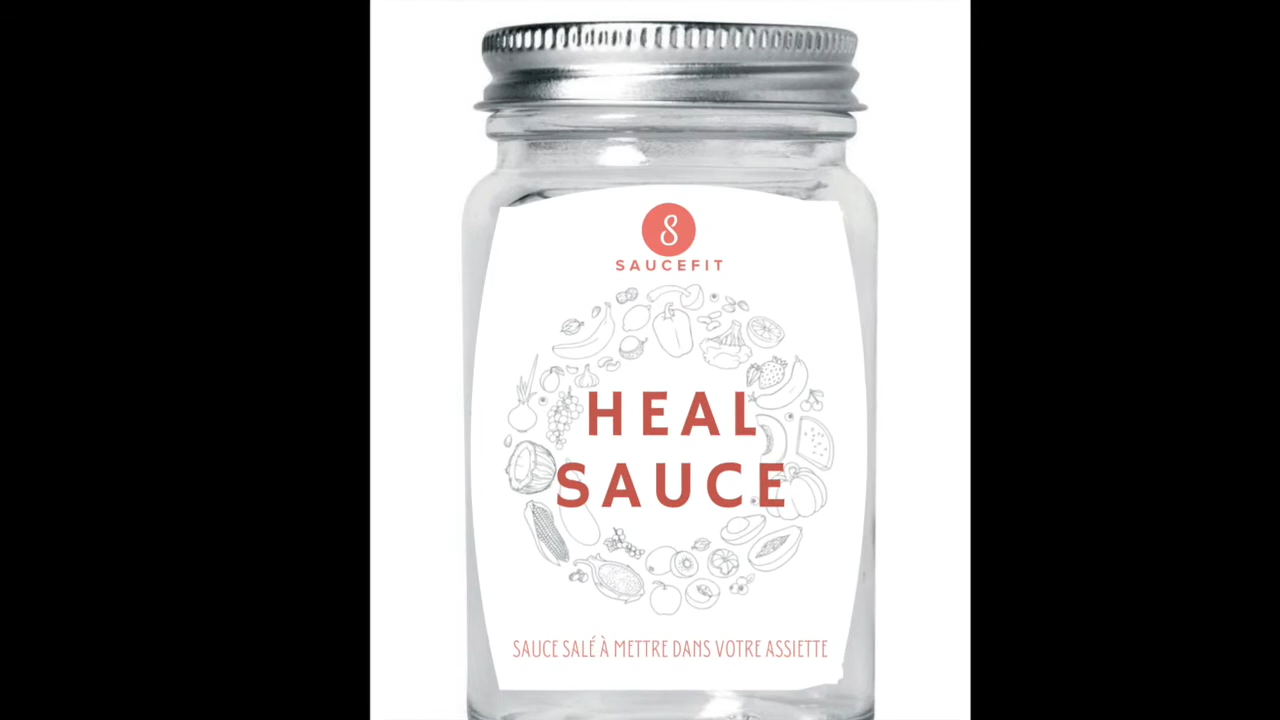 S
SAUCEFIT
HEAL
SAUCE
SAUCE SALÉ À METTRE DANS VOTRE ASSIETTE